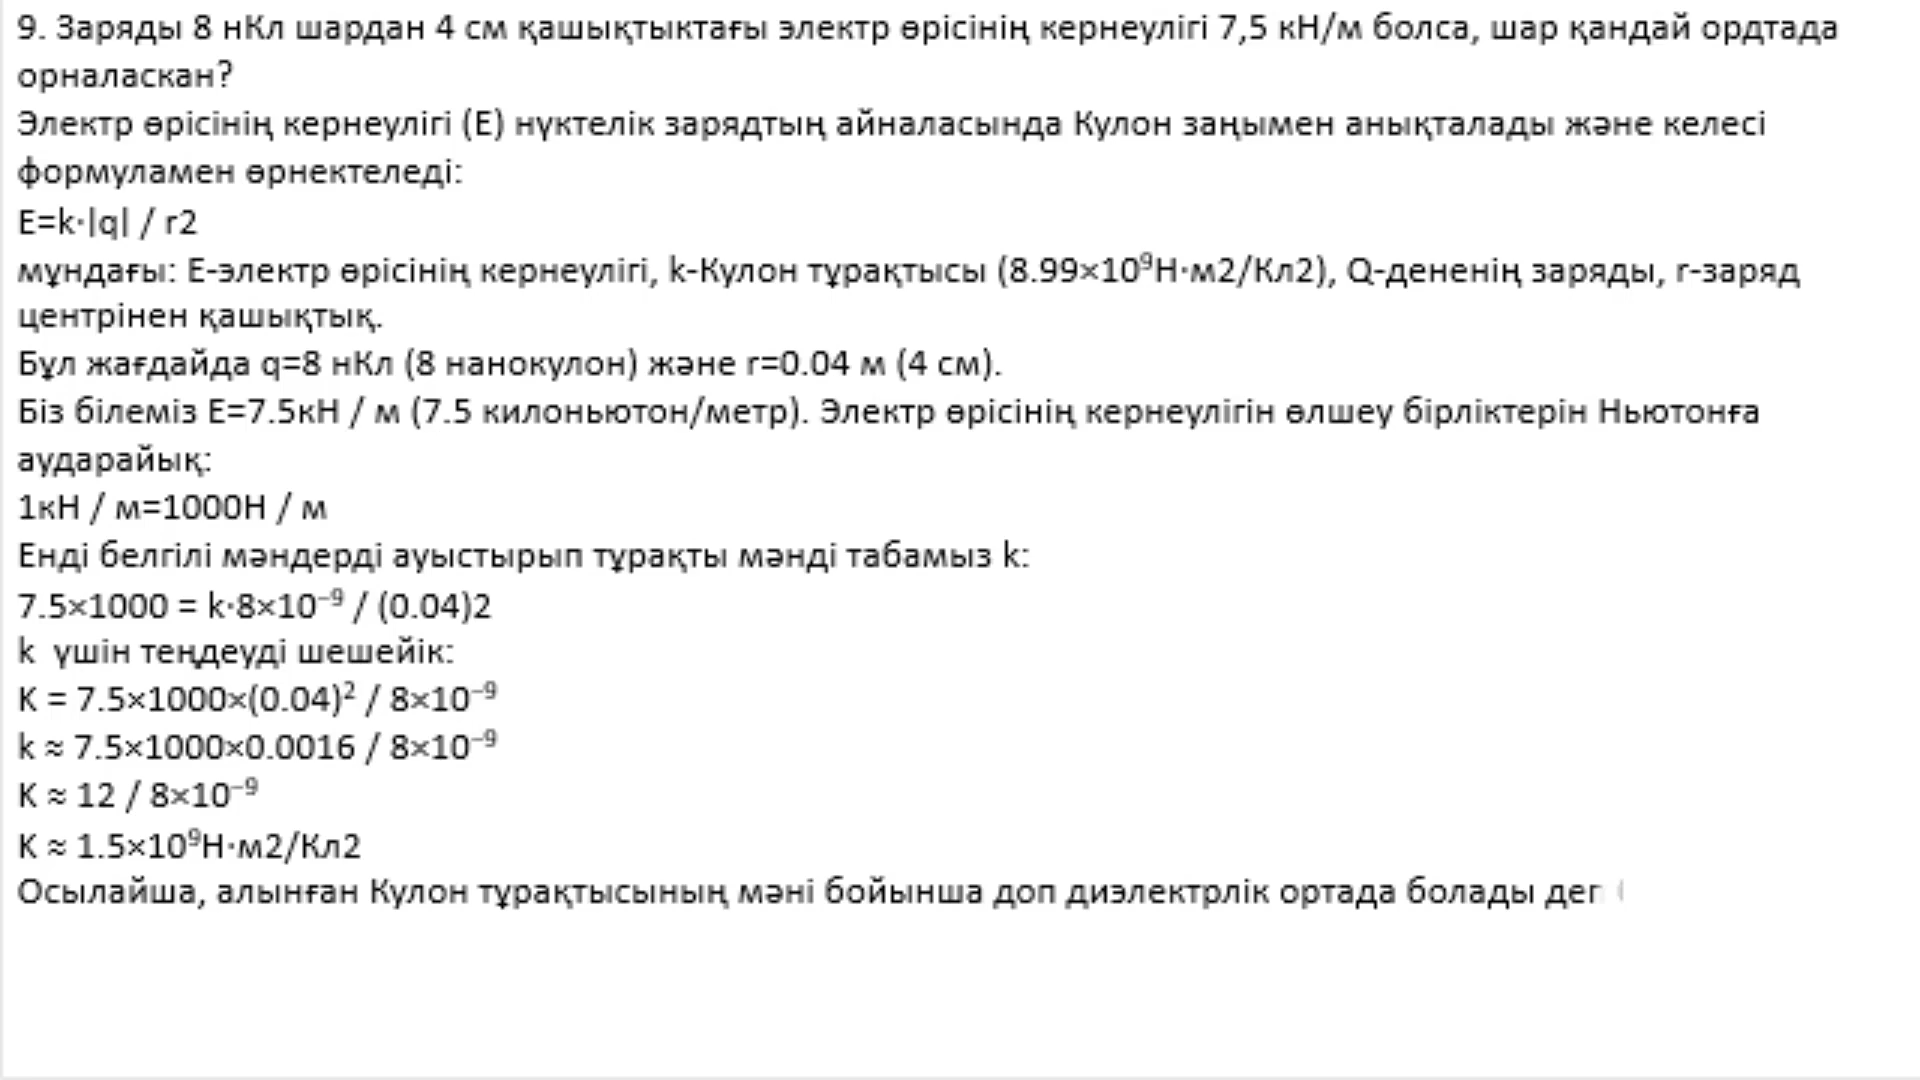 9. Заряды 8 нКл шардан 4 см қашықтыктағы электр өрісінің кернеулігі 7,5 кН/м болса, шар қандай ордтада
орналаскан?
Электр өрісінің кернеулігі (E) нүктелік зарядтың айналасында Кулон заңымен анықталады және келесі
формуламен өрнектеледі:
E=k·|q| / r2
мұндағы: E-электр өрісінің кернеулігі, k-Кулон тұрақтысы (8.99×10⁹Н·м2/Кл2), Q-дененің заряды, r-заряд
центрінен қашықтық.
Бұл жағдайда q=8 нКл (8 нанокулон) және r=0.04 м (4 см).
Біз білеміз E=7.5кН / м (7.5 килоньютон/метр). Электр өрісінің кернеулігін өлшеу бірліктерін Ньютонға
аударайық:
1кН / м=1000Н / м
Енді белгілі мәндерді ауыстырып тұрақты мәнді табамыз k:
7.5×1000 = k·8×10⁻⁹ / (0.04)2
k үшін теңдеуді шешейік:
K = 7.5×1000×(0.04)² / 8×10⁻⁹
k ≈ 7.5×1000×0.0016 / 8×10⁻⁹
K ≈ 12 / 8×10⁻⁹
K ≈ 1.5×10⁹Н·м2/Кл2
Осылайша, алынған Кулон тұрақтысының мәні бойынша доп диэлектрлік ортада болады деп